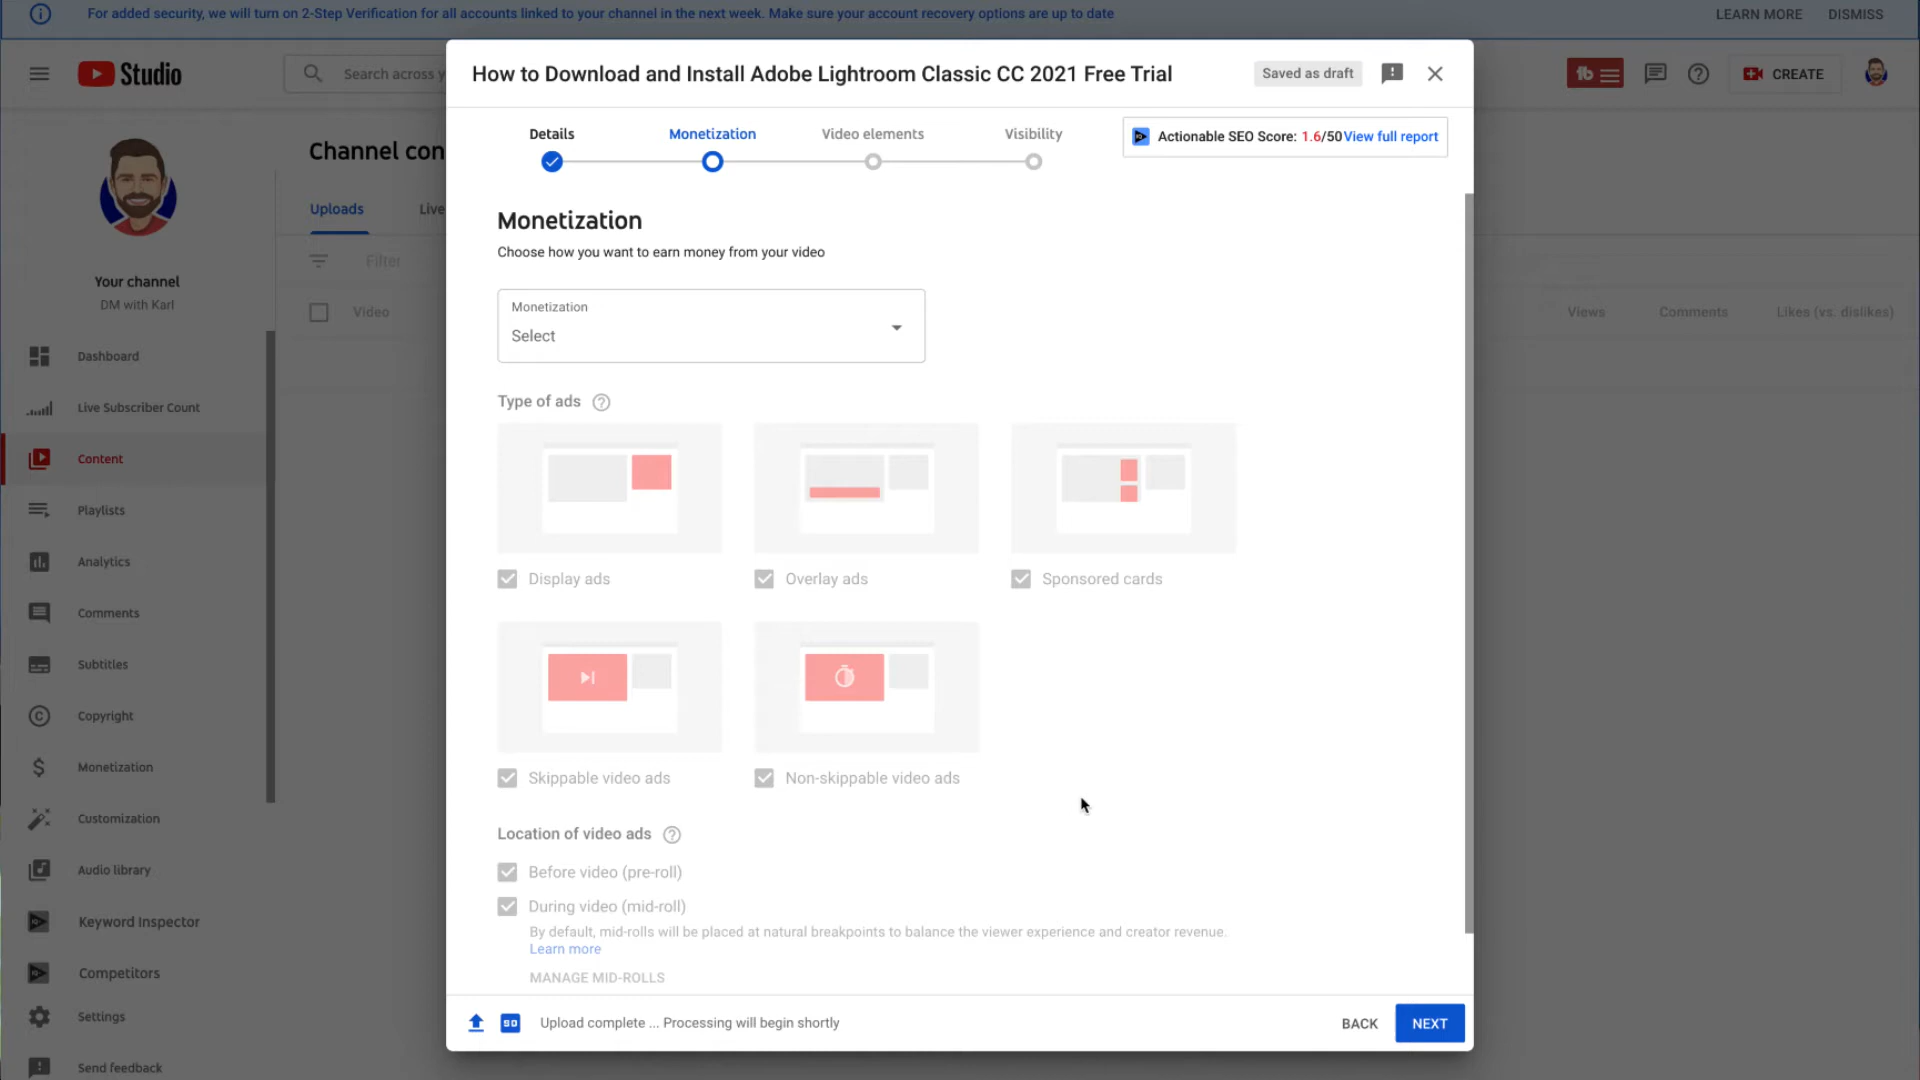 For added security, we will turn on 2-Step Verification for all accounts linked to your channel in the next week. Make sure your account recovery options are up to date
LEARN MORE
DISMISS
Studio
Search across y
CREATE
How to Download and Install Adobe Lightroom Classic CC 2021 Free Trial
Saved as draft
Details
Monetization
Video elements
Visibility
Actionable SEO Score: 1.6/50 View full report
Channel con
Uploads
Live
Filter
Video
Views
Comments
Likes (vs. dislikes)
Your channel
DM with Karl
Dashboard
Live Subscriber Count
Content
Playlists
Analytics
Comments
Subtitles
Copyright
Monetization
Customization
Audio library
Keyword Inspector
Competitors
Settings
Send feedback
Monetization
Choose how you want to earn money from your video
Monetization
Select
Type of ads
Display ads
Overlay ads
Sponsored cards
Skippable video ads
Non-skippable video ads
Location of video ads
Before video (pre-roll)
During video (mid-roll)
By default, mid-rolls will be placed at natural breakpoints to balance the viewer experience and creator revenue.
Learn more
MANAGE MID-ROLLS
SD
Upload complete ... Processing will begin shortly
BACK
NEXT